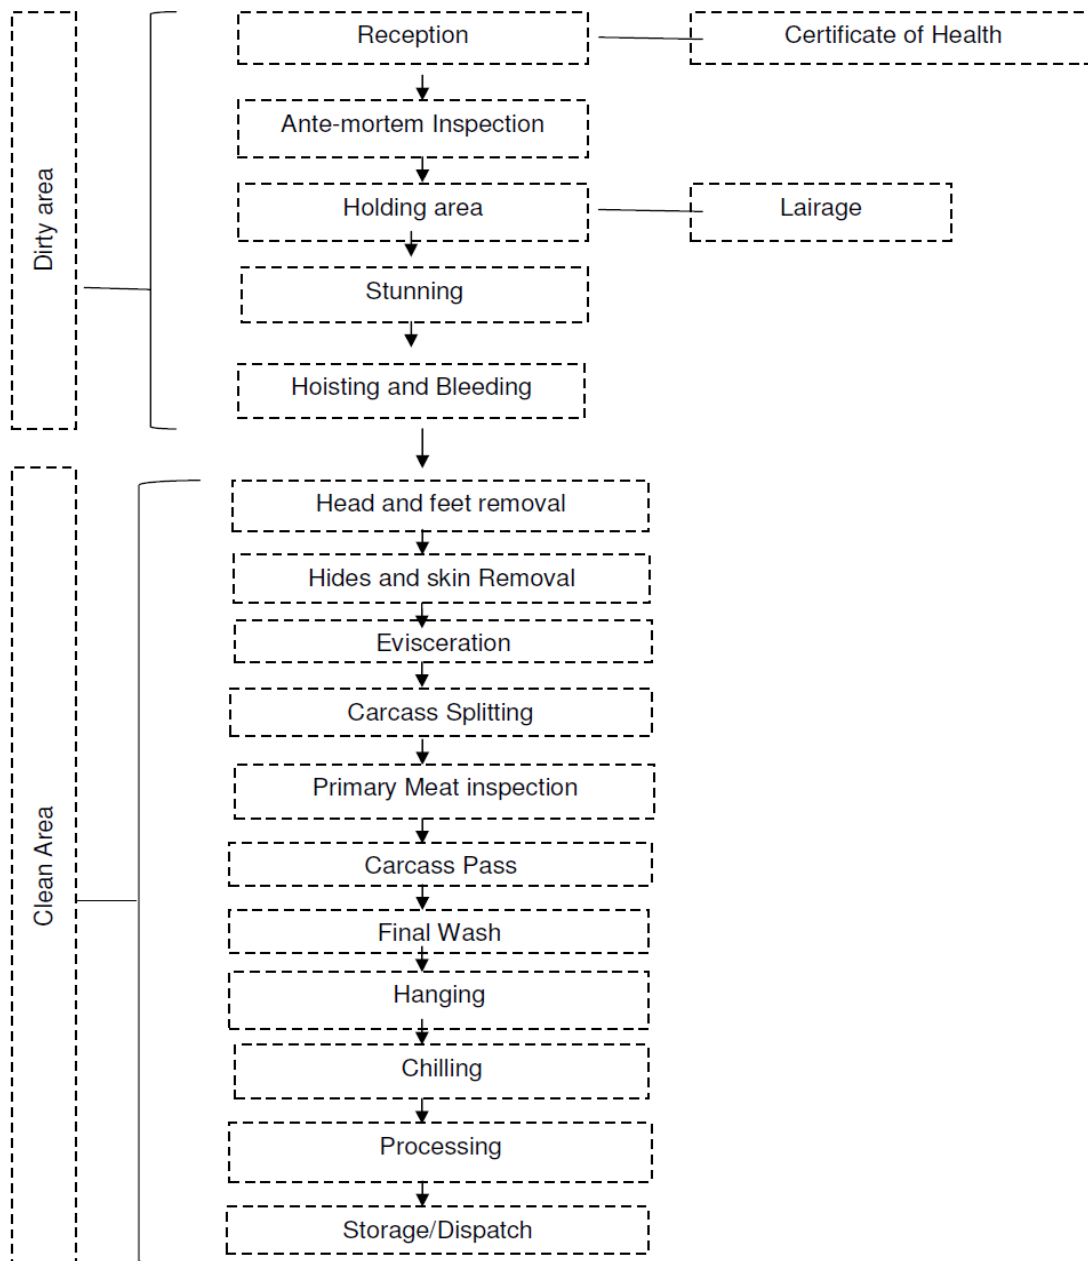 Reception
Certificate of Health
Ante-mortem Inspection
Dirty area
Holding area
Lairage
Stunning
Hoisting and Bleeding
Head and feet removal
Hides and skin Removal
Evisceration
Carcass Splitting
Primary Meat inspection
Clean Area
Carcass Pass
Final Wash
Hanging
Chilling
Processing
Storage/Dispatch